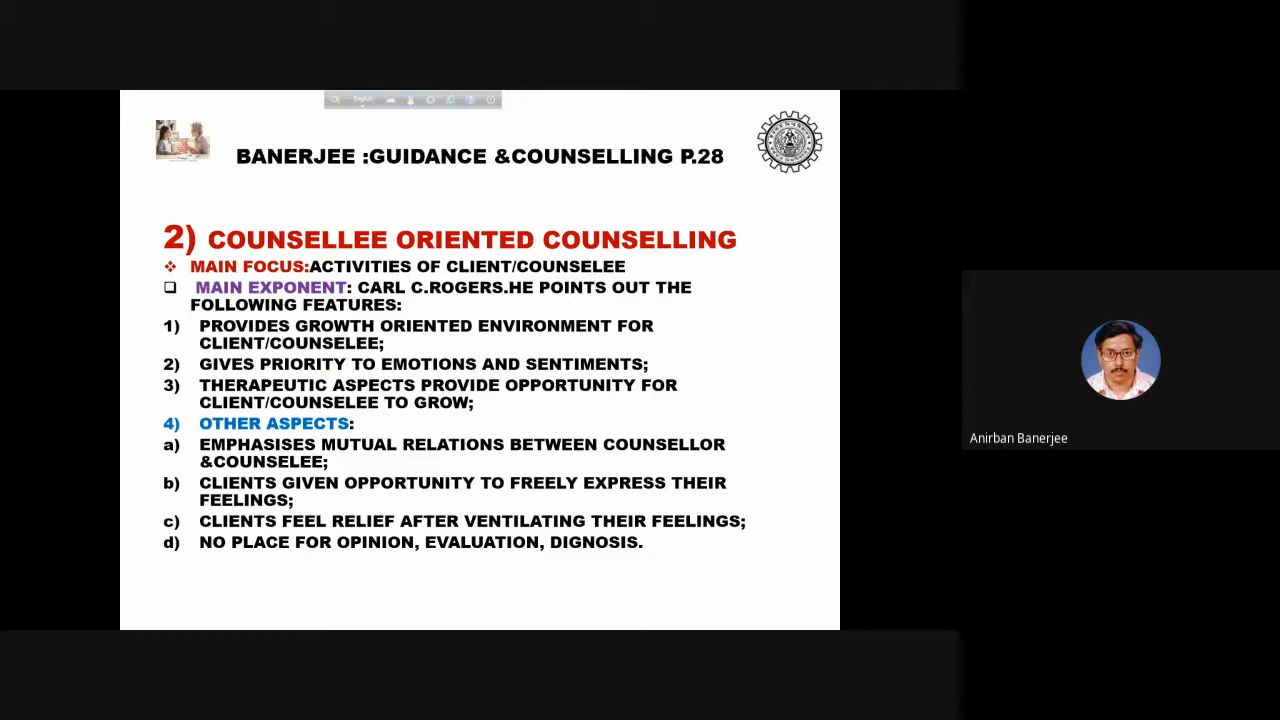 English
BANERJEE :GUIDANCE &COUNSELLING P.28
2) COUNSELLEE ORIENTED COUNSELLING
❖ MAIN FOCUS:ACTIVITIES OF CLIENT/COUNSELEE
❑ MAIN EXPONENT: CARL C.ROGERS.HE POINTS OUT THE
FOLLOWING FEATURES:
1) PROVIDES GROWTH ORIENTED ENVIRONMENT FOR
CLIENT/COUNSELEE;
2) GIVES PRIORITY TO EMOTIONS AND SENTIMENTS;
3) THERAPEUTIC ASPECTS PROVIDE OPPORTUNITY FOR
CLIENT/COUNSELEE TO GROW;
4) OTHER ASPECTS:
a) EMPHASISES MUTUAL RELATIONS BETWEEN COUNSELLOR
&COUNSELEE;
b) CLIENTS GIVEN OPPORTUNITY TO FREELY EXPRESS THEIR
FEELINGS;
c) CLIENTS FEEL RELIEF AFTER VENTILATING THEIR FEELINGS;
d) NO PLACE FOR OPINION, EVALUATION, DIGNOSIS.
Anirban Banerjee